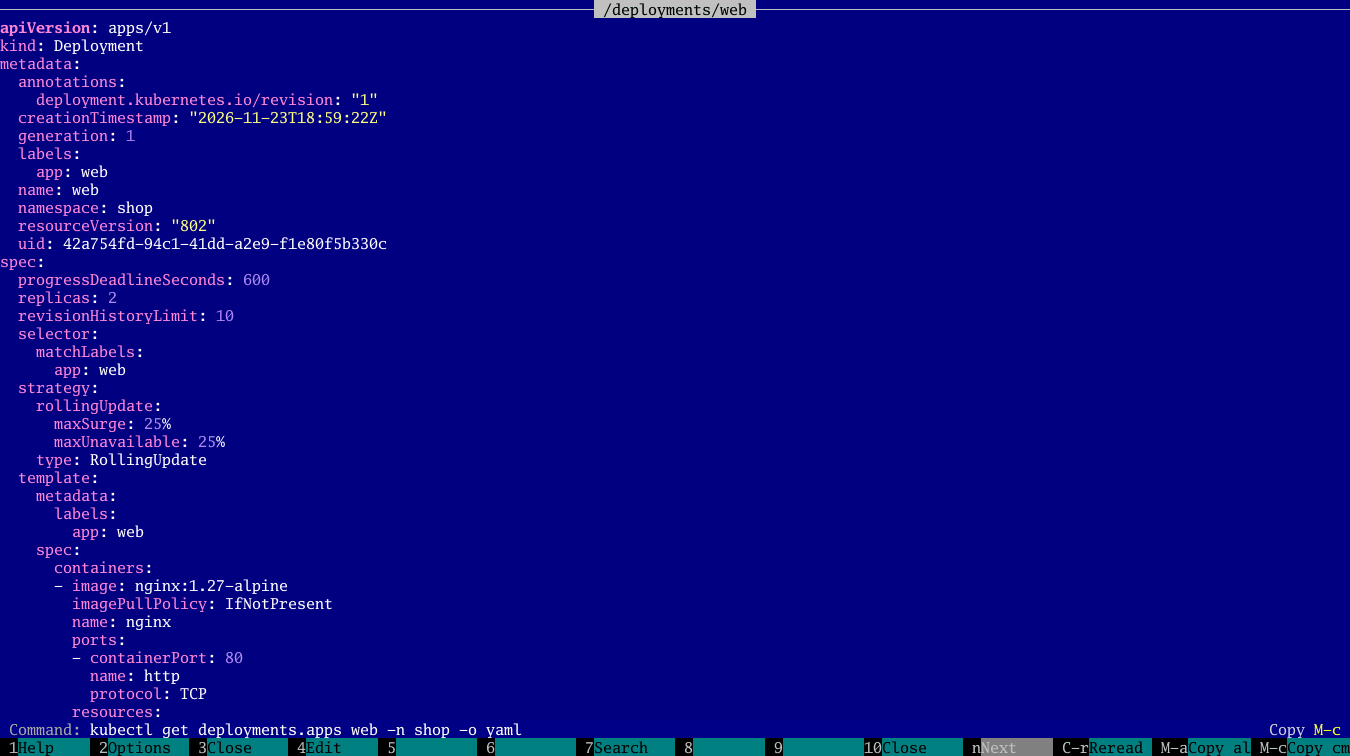 /deployments/web
apiVersion: apps/v1
kind: Deployment
metadata:
  annotations:
    deployment.kubernetes.io/revision: "1"
  creationTimestamp: "2026-11-23T18:59:22Z"
  generation: 1
  labels:
    app: web
  name: web
  namespace: shop
  resourceVersion: "802"
  uid: 42a754fd-94c1-41dd-a2e9-f1e80f5b330c
spec:
  progressDeadlineSeconds: 600
  replicas: 2
  revisionHistoryLimit: 10
  selector:
    matchLabels:
      app: web
  strategy:
    rollingUpdate:
      maxSurge: 25%
      maxUnavailable: 25%
    type: RollingUpdate
  template:
    metadata:
      labels:
        app: web
    spec:
      containers:
      - image: nginx:1.27-alpine
        imagePullPolicy: IfNotPresent
        name: nginx
        ports:
        - containerPort: 80
          name: http
          protocol: TCP
        resources:
Command: kubectl get deployments.apps web -n shop -o yaml Copy M-c
1Help 2Options 3Close 4Edit 5 6 7Search 8 9 10Close nNext C-rReread M-aCopy al M-cCopy cm